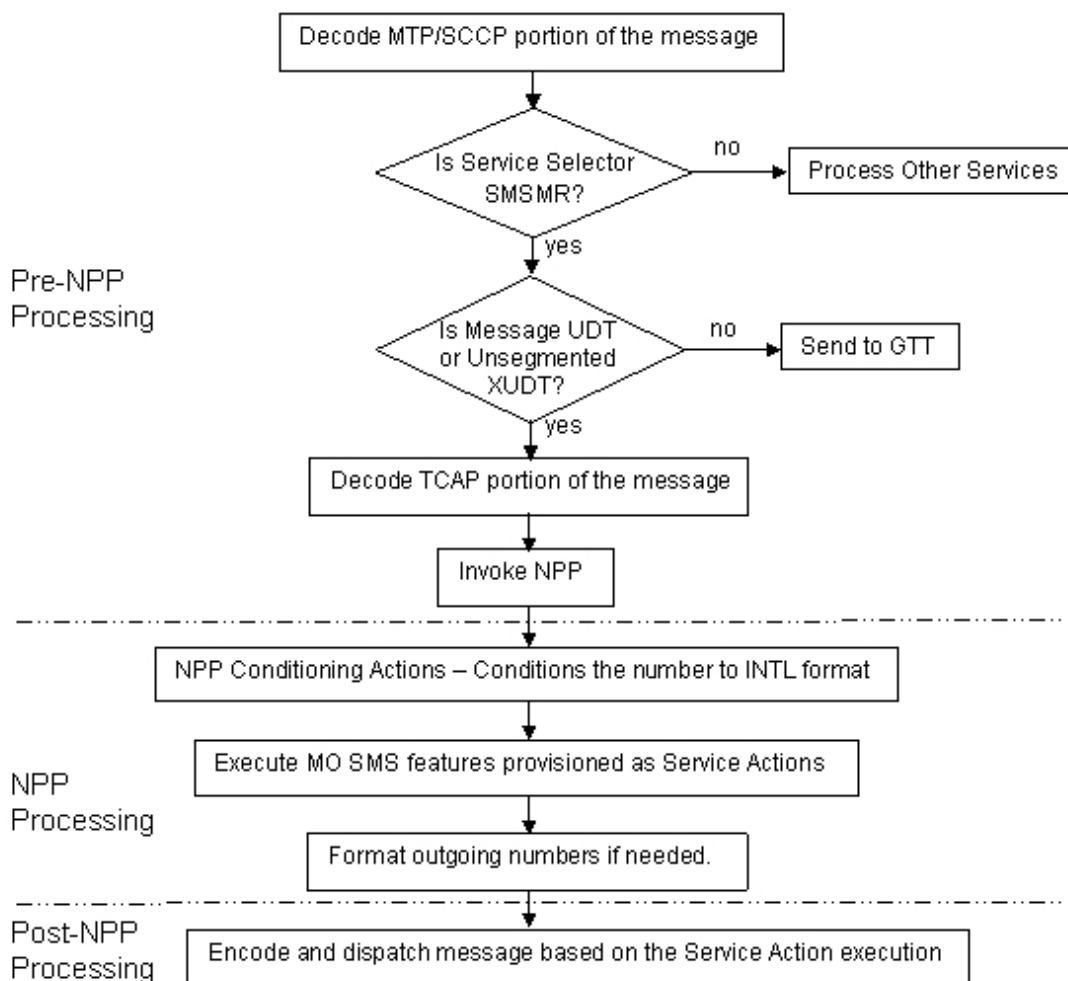 Decode MTP/SCCP portion of the message
Is Service Selector
SMSMR?
no
Process Other Services
yes
Pre-NPP
Processing
Is Message UDT
or Unsegmented
XUDT?
no
Send to GTT
yes
Decode TCAP portion of the message
Invoke NPP
NPP Conditioning Actions – Conditions the number to INTL format
Execute MO SMS features provisioned as Service Actions
NPP
Processing
Format outgoing numbers if needed.
Post-NPP
Processing
Encode and dispatch message based on the Service Action execution